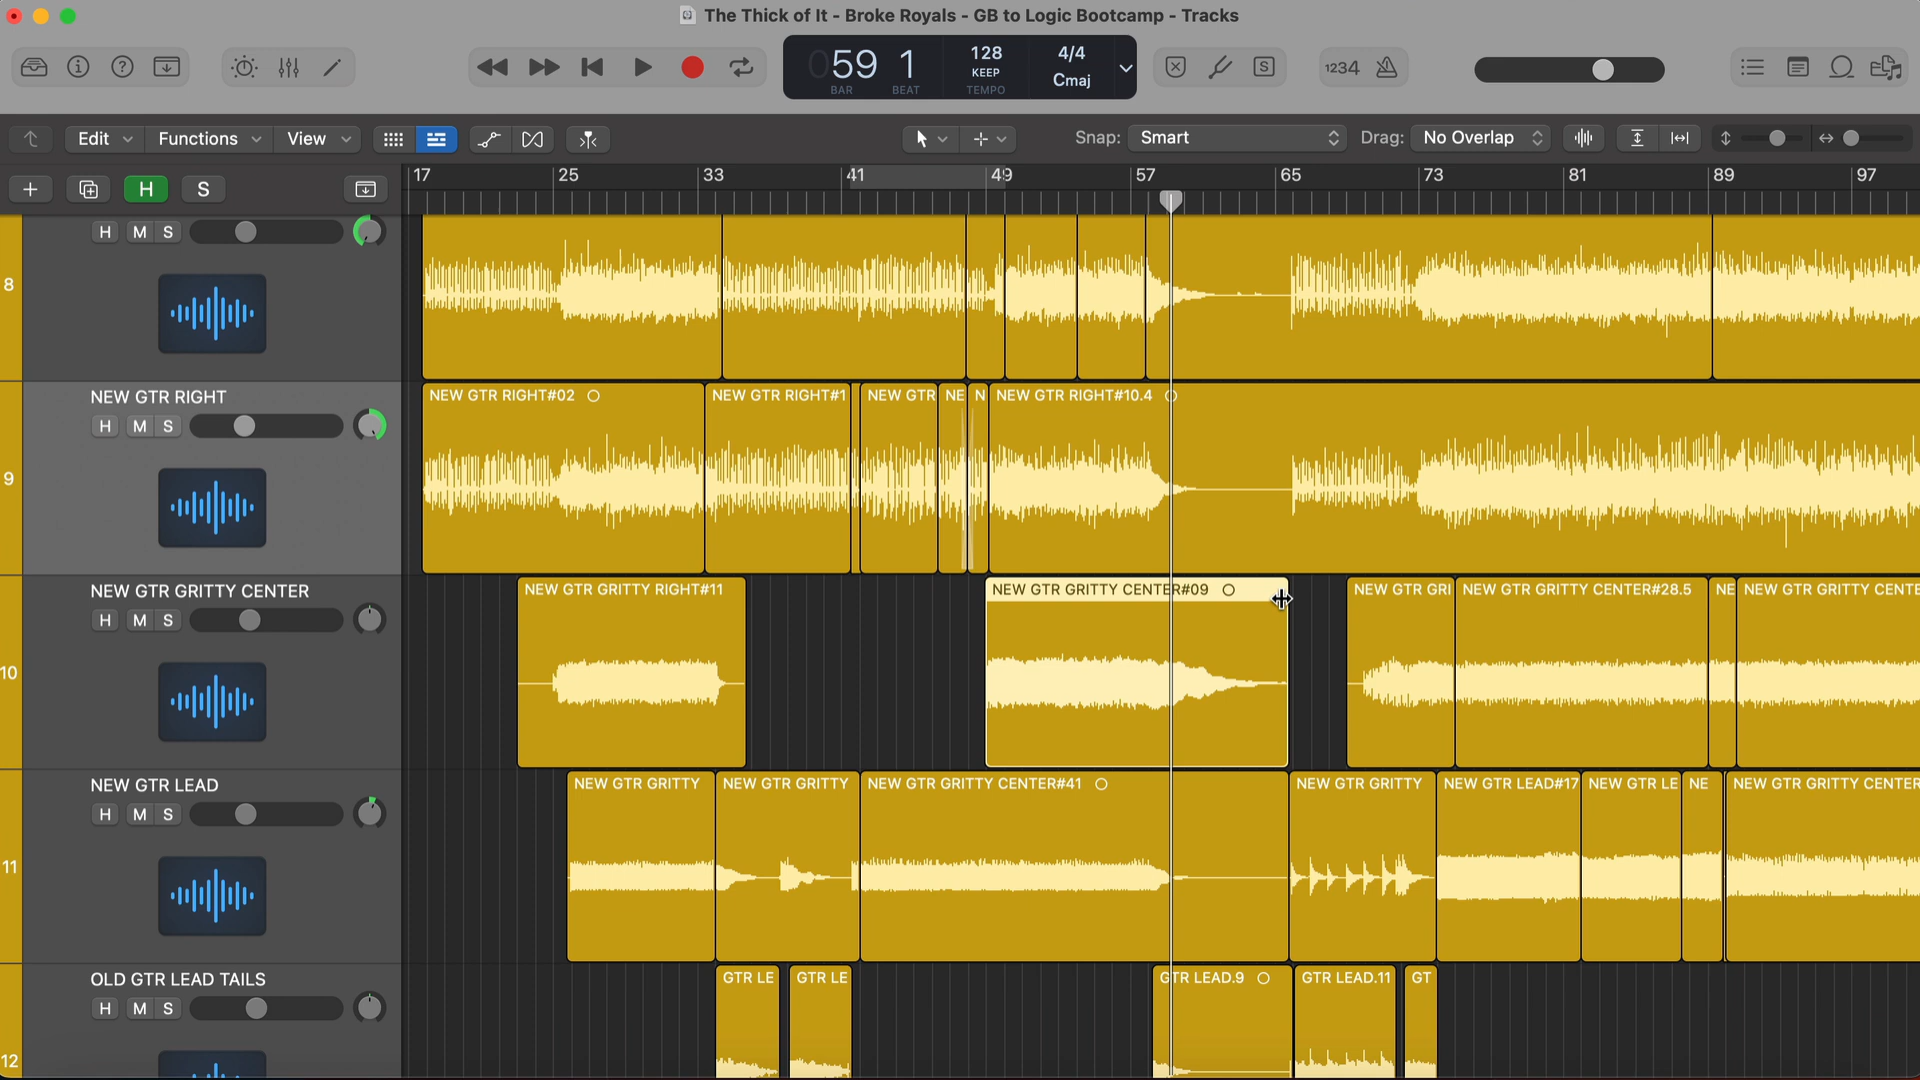 The Thick of It - Broke Royals - GB to Logic Bootcamp - Tracks
059 1 128 4/4
KEEP Cmaj
BAR BEAT TEMPO
S
1234
Edit Functions View Snap: Smart Drag: No Overlap
H S
17 25 33 41 49 57 65 73 81 89 97
H M S
8
NEW GTR RIGHT
NEW GTR RIGHT#02 NEW GTR RIGHT#1 NEW GTR NE N NEW GTR RIGHT#10.4
H M S
9
NEW GTR GRITTY CENTER
NEW GTR GRITTY RIGHT#11 NEW GTR GRITTY CENTER#09 NEW GTR GRI NEW GTR GRITTY CENTER#28.5 NE NEW GTR GRITTY CENTE
H M S
10
NEW GTR LEAD
NEW GTR GRITTY NEW GTR GRITTY NEW GTR GRITTY CENTER#41 NEW GTR GRITTY NEW GTR LEAD#17 NEW GTR LE NE NEW GTR GRITTY CENTER
H M S
11
OLD GTR LEAD TAILS
GTR LE GTR LE GTR LEAD.9 GTR LEAD.11 GT
H M S
12